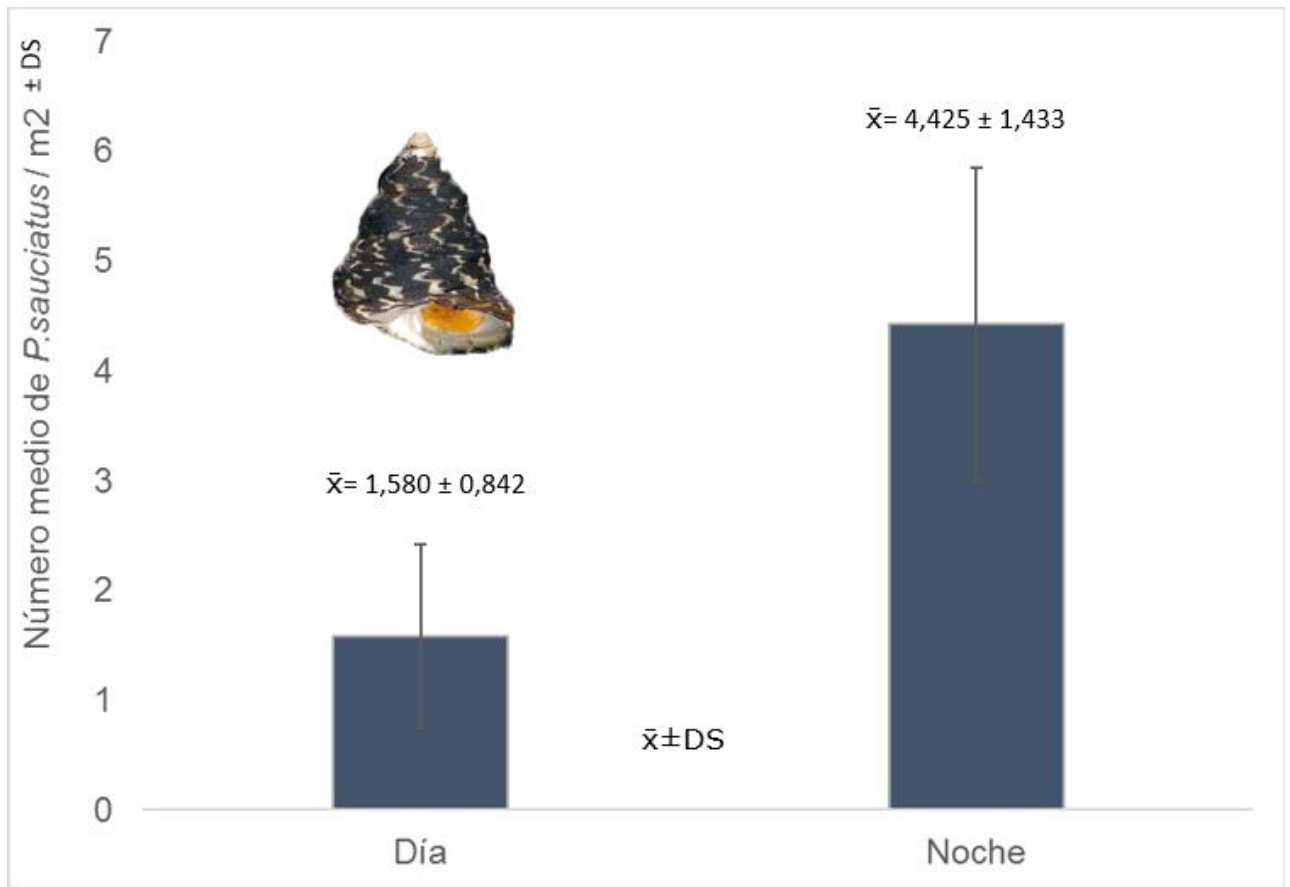 Número medio de P.sauciatus / m2 ± DS
7
6
5
4
3
2
1
0
x̄= 4,425 ± 1,433
x̄= 1,580 ± 0,842
x̄±DS
Día
Noche